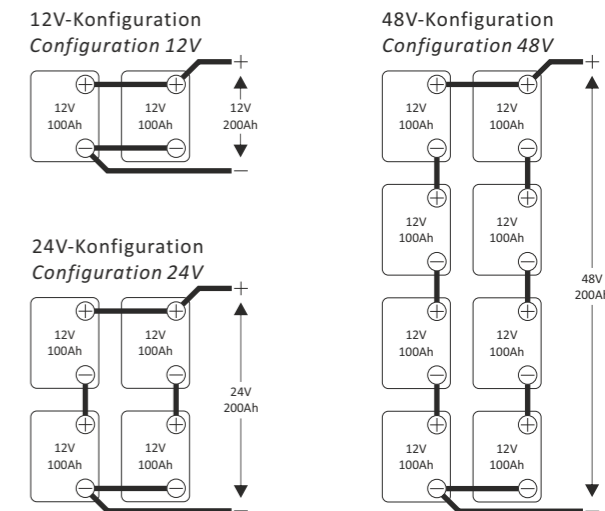 12V-Konfiguration
Configuration 12V
+
+ +
12V 12V 12V
100Ah 100Ah 200Ah
− −
−
24V-Konfiguration
Configuration 24V
+
+ +
12V 12V
100Ah 100Ah
− −
24V
200Ah
+ +
12V 12V
100Ah 100Ah
− −
−
48V-Konfiguration
Configuration 48V
+
+ +
12V 12V
100Ah 100Ah
− −
+ +
12V 12V
100Ah 100Ah
− −
48V
200Ah
+ +
12V 12V
100Ah 100Ah
− −
+ +
12V 12V
100Ah 100Ah
− −
−